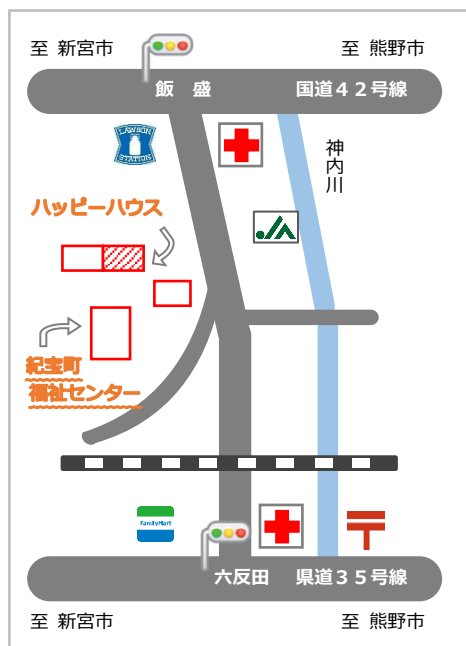 至 新宮市
至 熊野市
飯 盛
国道４２号線
LAWSON
STATION
神内川
ハッピーハウス
JA
紀宝町
福祉センター
FamilyMart
六反田
県道３５号線
至 新宮市
至 熊野市